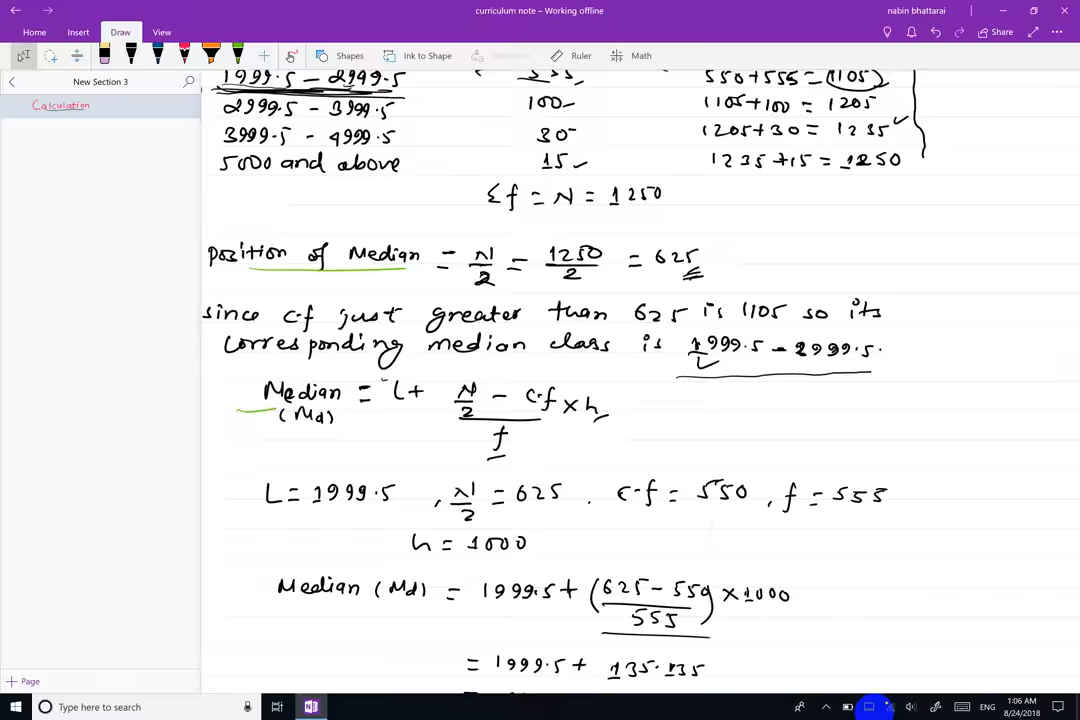 curriculum note – Working offline
nabin bhattarai
Home Insert Draw View
Share
Shapes Ink to Shape Ruler Math
New Section 3
Calculation
1999.5 – 2999.5 555 550+555 = 1105
2999.5 – 3999.5 100 1105+100 = 1205
3999.5 - 4999.5 30 1205+30 = 1235
5000 and above 15 1235+15 = 1250
Σf = N = 1250
position of Median = N/2 = 1250/2 = 625
since c.f just greater than 625 is 1105 so its
corresponding median class is 1999.5 - 2999.5.
Median = L+ N/2 - c.f × h
(Md) f
L = 1999.5 , N/2 = 625 . c.f = 550 , f = 555
h = 1000
Median (Md) = 1999.5 + (625 - 550 / 555) × 1000
= 1999.5 + 135.135
+ Page
Type here to search
ENG
1:06 AM
8/24/2018